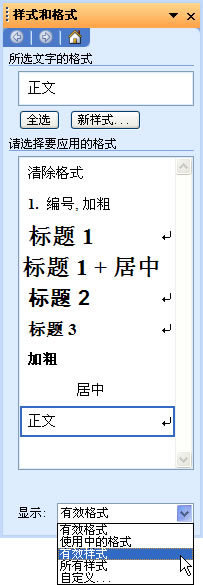 样式和格式
所选文字的格式
正文
全选 新样式...
请选择要应用的格式
清除格式
1. 编号, 加粗
标题 1
标题 1 + 居中
标题 2
标题 3
加粗
居中
正文
显示: 有效格式
有效格式
使用中的格式
有效样式
所有样式
自定义...